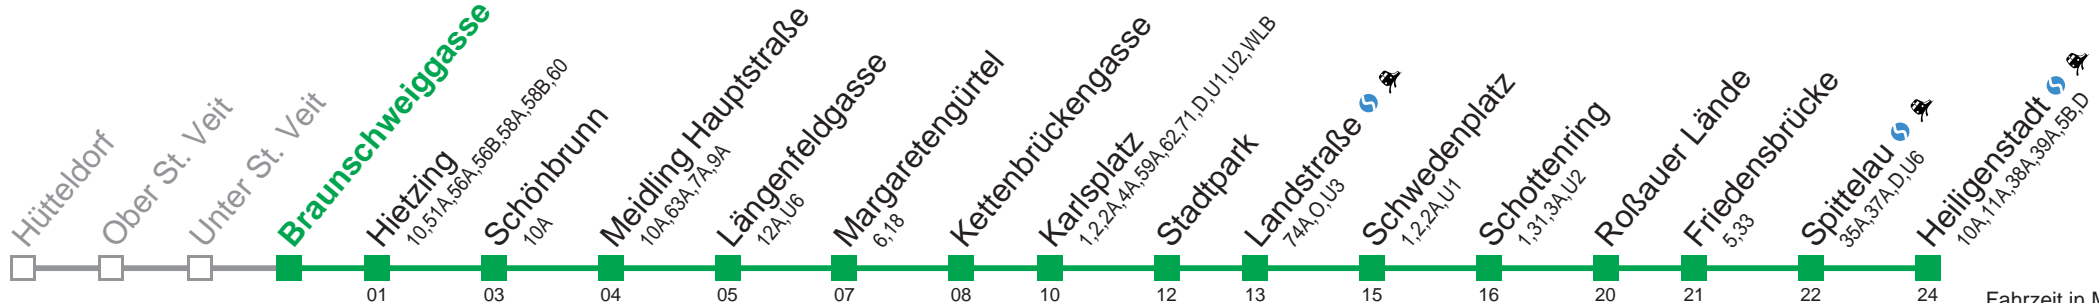 Hütteldorf
Ober St. Veit
Unter St. Veit
Braunschweiggasse
Hietzing
10,51A,56A,56B,58A,58B,60
Schönbrunn
10A
Meidling Hauptstraße
10A,63A,7A,9A
Längenfeldgasse
12A,U6
Margaretengürtel
6,18
Kettenbrückengasse
Karlsplatz
1,2,2A,4A,59A,62,71,D,U1,U2,WLB
Stadtpark
Landstraße
74A,O,U3
Schwedenplatz
1,2,2A,U1
Schottenring
1,31,3A,U2
Roßauer Lände
Friedensbrücke
5,33
Spittelau
35A,37A,D,U6
Heiligenstadt
10A,11A,38A,39A,5B,D
01 03 04 05 07 08 10 12 13 15 16 20 21 22 24
Fahrzeit in M